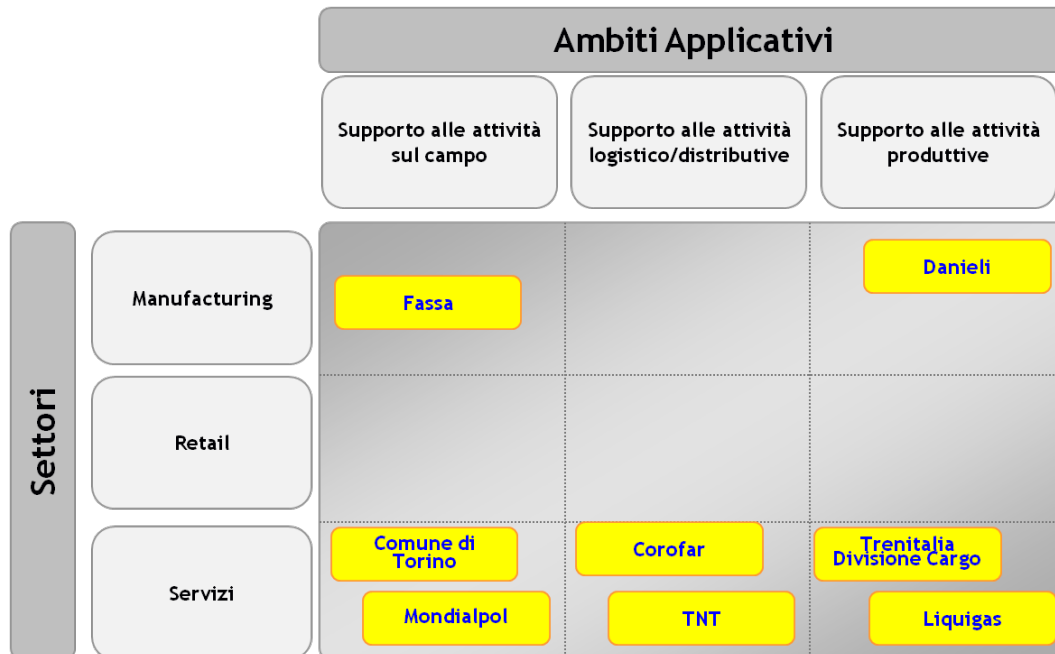 Ambiti Applicativi
Supporto alle attività
sul campo
Supporto alle attività
logistico/distributive
Supporto alle attività
produttive
Settori
Manufacturing
Fassa
Danieli
Retail
Servizi
Comune di
Torino
Corofar
Trenitalia
Divisione Cargo
Mondialpol
TNT
Liquigas